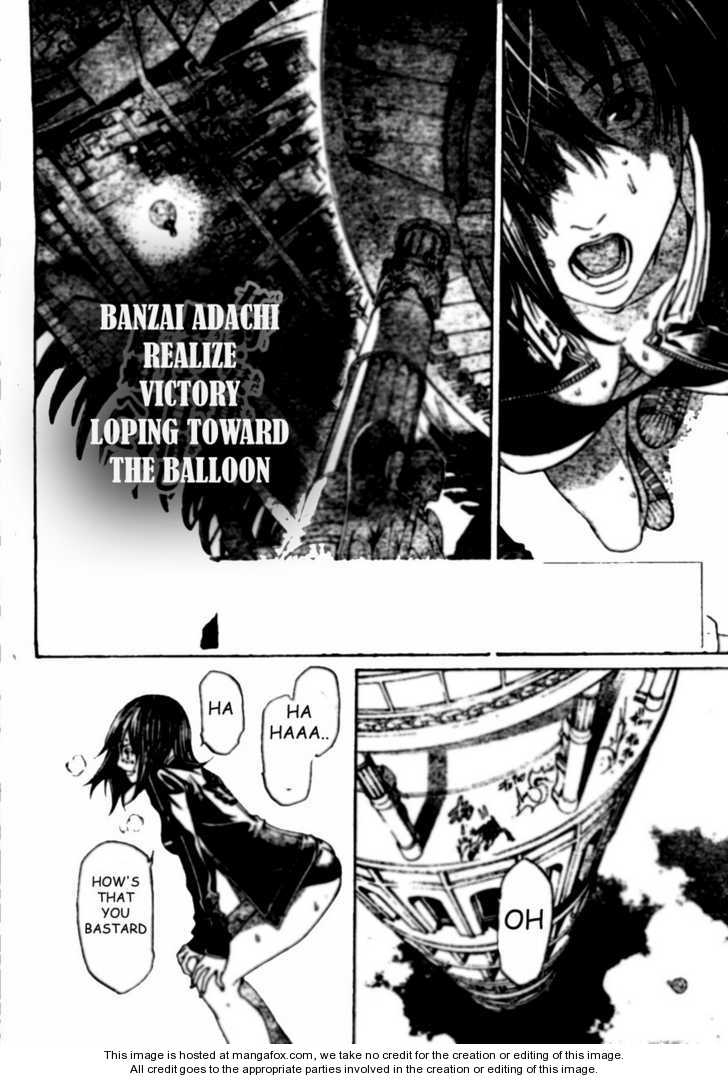 BANZAI ADACHI
REALIZE
VICTORY
LOPING TOWARD
THE BALLOON
HA
HA
HAAA..
HOW'S
THAT
YOU
BASTARD
OH
This image is hosted at mangafox.com, we take no credit for the creation or editing of this image.
All credit goes to the appropriate parties involved in the creation or editing of this image.